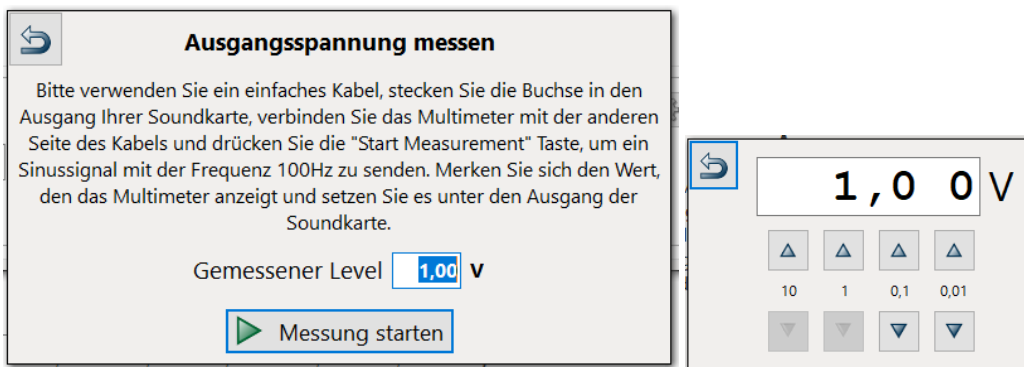 Ausgangsspannung messen
Bitte verwenden Sie ein einfaches Kabel, stecken Sie die Buchse in den
Ausgang Ihrer Soundkarte, verbinden Sie das Multimeter mit der anderen
Seite des Kabels und drücken Sie die "Start Measurement" Taste, um ein
Sinussignal mit der Frequenz 100Hz zu senden. Merken Sie sich den Wert,
den das Multimeter anzeigt und setzen Sie es unter den Ausgang der
Soundkarte.
Gemessener Level 1,00 V
Messung starten
1,0 0 V
10 1 0,1 0,01